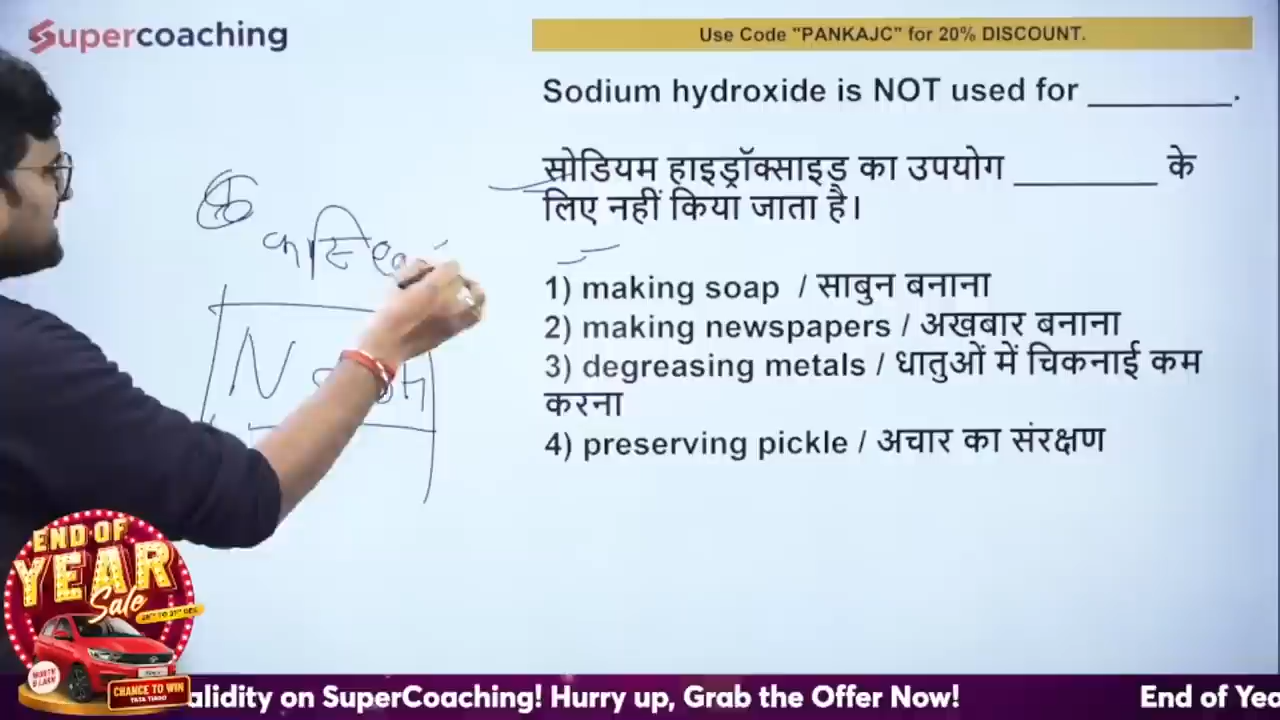 Supercoaching
Use Code "PANKAJC" for 20% DISCOUNT.
Sodium hydroxide is NOT used for ________.
सोडियम हाइड्रॉक्साइड का उपयोग ________ के
लिए नहीं किया जाता है।
1) making soap / साबुन बनाना
2) making newspapers / अखबार बनाना
3) degreasing metals / धातुओं में चिकनाई कम
करना
4) preserving pickle / अचार का संरक्षण
END OF
YEAR
Sale
CHANCE TO WIN
TATA TIAGO
alidity on SuperCoaching! Hurry up, Grab the Offer Now!
End of Yea